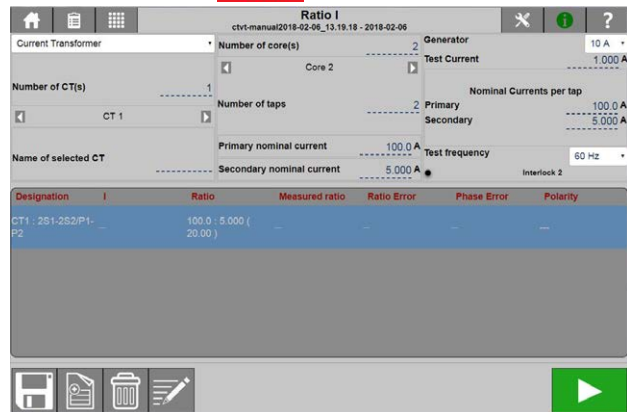 Ratio I
ctvt-manual2018-02-06_13.19.18 - 2018-02-06
i
?
Current Transformer
Number of CT(s) 1
CT 1
Name of selected CT
Number of core(s) 2
Core 2
Number of taps 2
Primary nominal current 100.0 A
Secondary nominal current 5.000 A
Generator 10 A
Test Current 1.000 A
Nominal Currents per tap
Primary 100.0 A
Secondary 5.000 A
Test frequency 60 Hz
Interlock 2
Designation I Ratio Measured ratio Ratio Error Phase Error Polarity
CT1 : 2S1-2S2/P1- -- 100.0 : 5.000 ( -- -- -- ---
P2 20.00 )